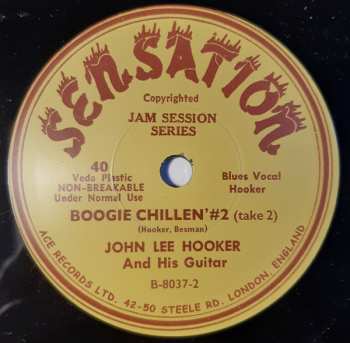 SENSATION
Copyrighted
JAM SESSION
SERIES
40
Vedo Plastic
NON-BREAKABLE
Under Normal Use
Blues Vocal
Hooker
BOOGIE CHILLEN' #2 (take 2)
(Hooker, Besman)
JOHN LEE HOOKER
And His Guitar
B-8037-2
ACE RECORDS LTD. 42-50 STEELE RD. LONDON, ENGLAND